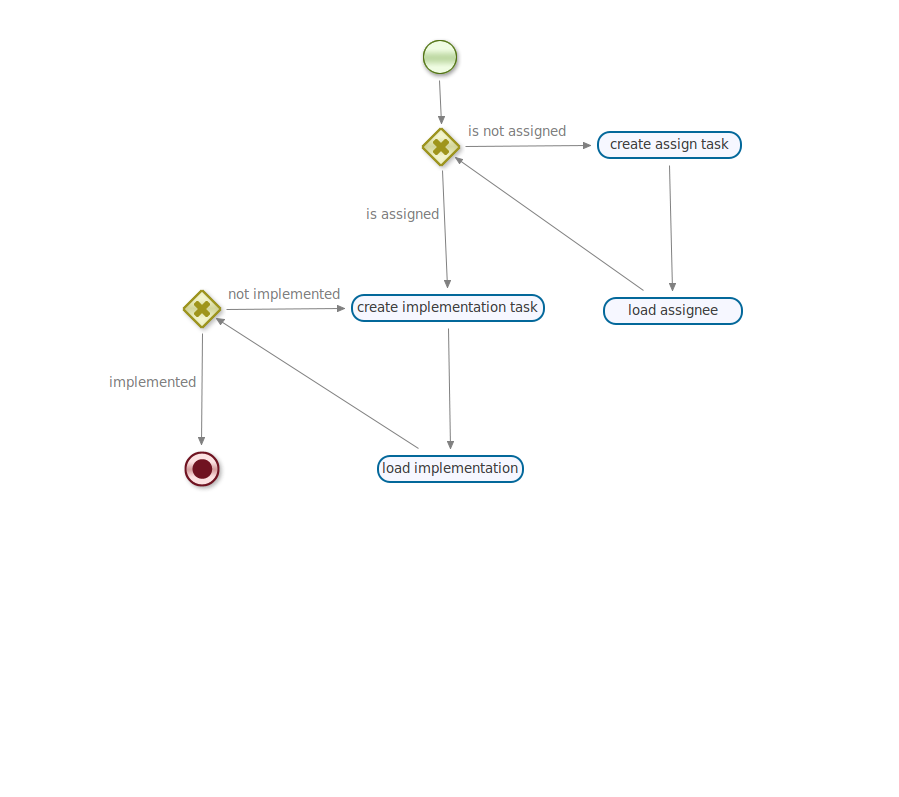 is not assigned
create assign task
is assigned
not implemented
create implementation task
load assignee
implemented
load implementation